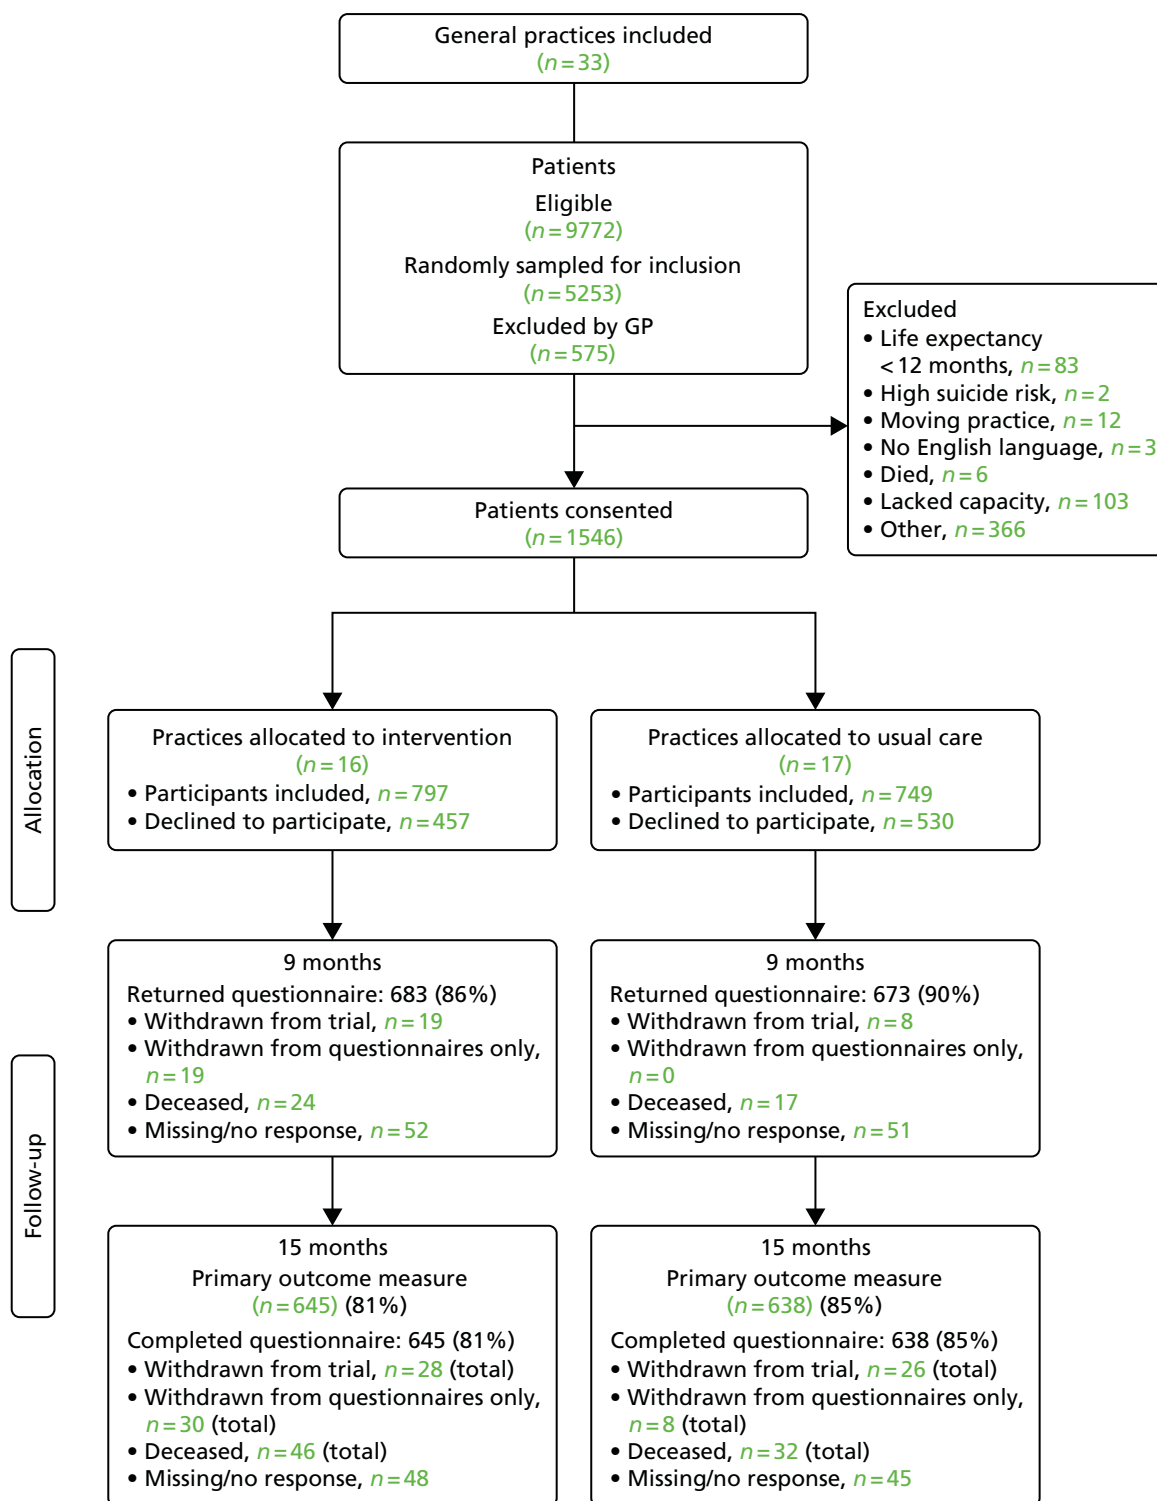 General practices included
(n=33)
Patients
Eligible
(n=9772)
Randomly sampled for inclusion
(n=5253)
Excluded by GP
(n=575)
Excluded
• Life expectancy
<12 months, n=83
• High suicide risk, n=2
• Moving practice, n=12
• No English language, n=3
• Died, n=6
• Lacked capacity, n=103
• Other, n=366
Patients consented
(n=1546)
Allocation
Practices allocated to intervention
(n=16)
• Participants included, n=797
• Declined to participate, n=457
Practices allocated to usual care
(n=17)
• Participants included, n=749
• Declined to participate, n=530
Follow-up
9 months
Returned questionnaire: 683 (86%)
• Withdrawn from trial, n=19
• Withdrawn from questionnaires only,
n=19
• Deceased, n=24
• Missing/no response, n=52
9 months
Returned questionnaire: 673 (90%)
• Withdrawn from trial, n=8
• Withdrawn from questionnaires only,
n=0
• Deceased, n=17
• Missing/no response, n=51
15 months
Primary outcome measure
(n=645) (81%)
Completed questionnaire: 645 (81%)
• Withdrawn from trial, n=28 (total)
• Withdrawn from questionnaires only,
n=30 (total)
• Deceased, n=46 (total)
• Missing/no response, n=48
15 months
Primary outcome measure
(n=638) (85%)
Completed questionnaire: 638 (85%)
• Withdrawn from trial, n=26 (total)
• Withdrawn from questionnaires only,
n=8 (total)
• Deceased, n=32 (total)
• Missing/no response, n=45